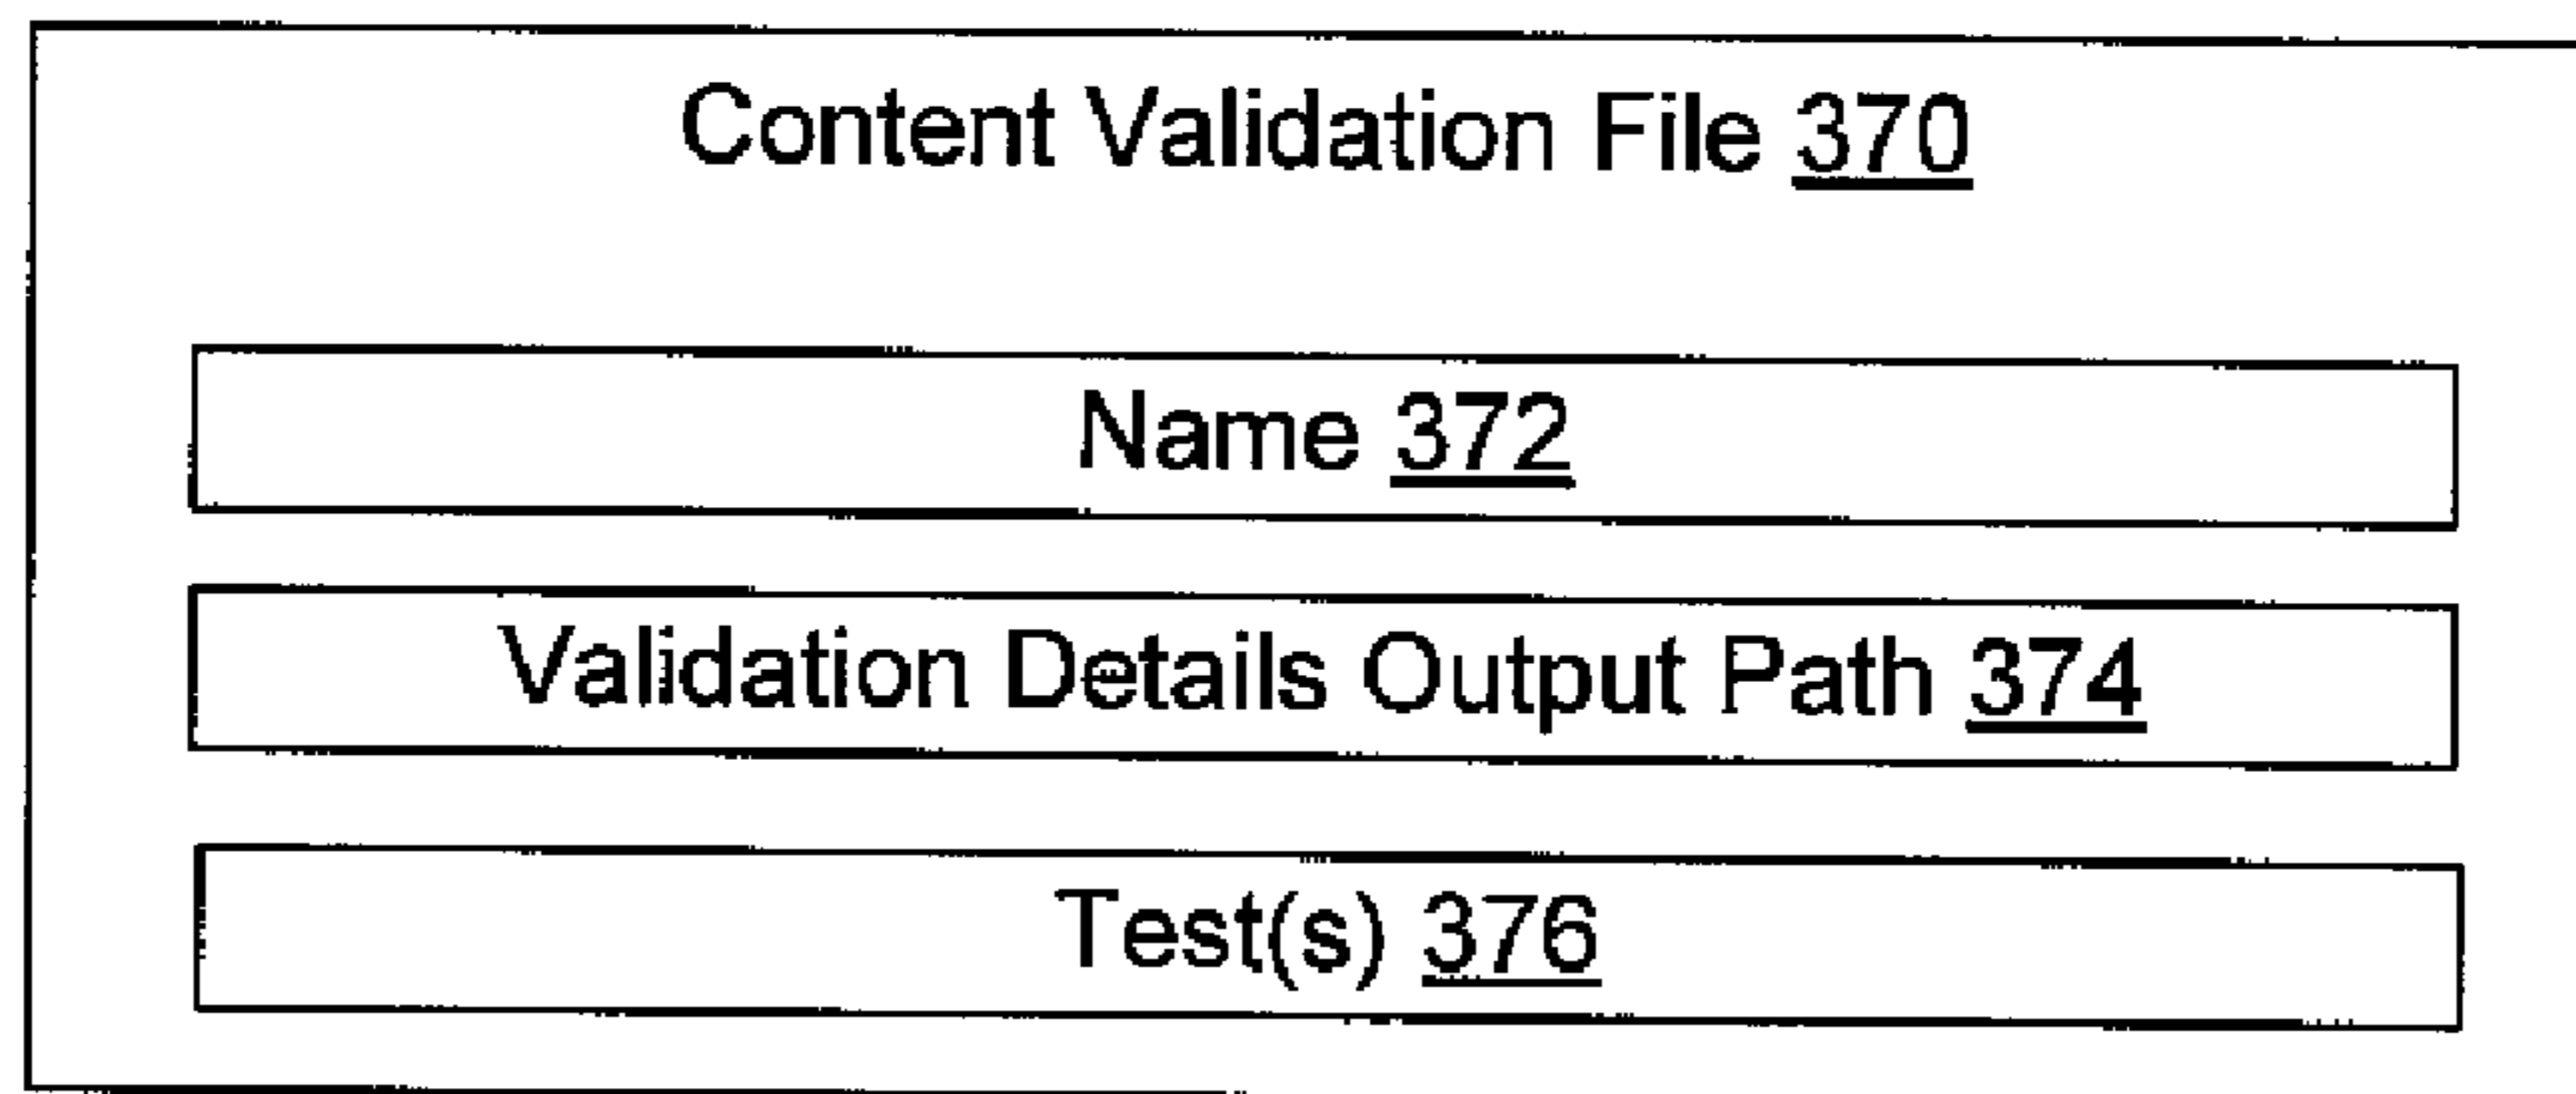 Content Validation File 370
Name 372
Validation Details Output Path 374
Test(s) 376